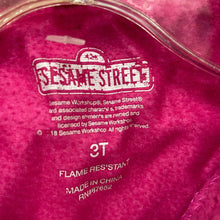 SESAME STREET
Sesame Workshop®, Sesame Street®,
and associated characters, trademarks
and design elements are owned and
licensed by Sesame Workshop.
© 18 Sesame Workshop. All rights reserved.
3T
FLAME RESISTANT
MADE IN CHINA